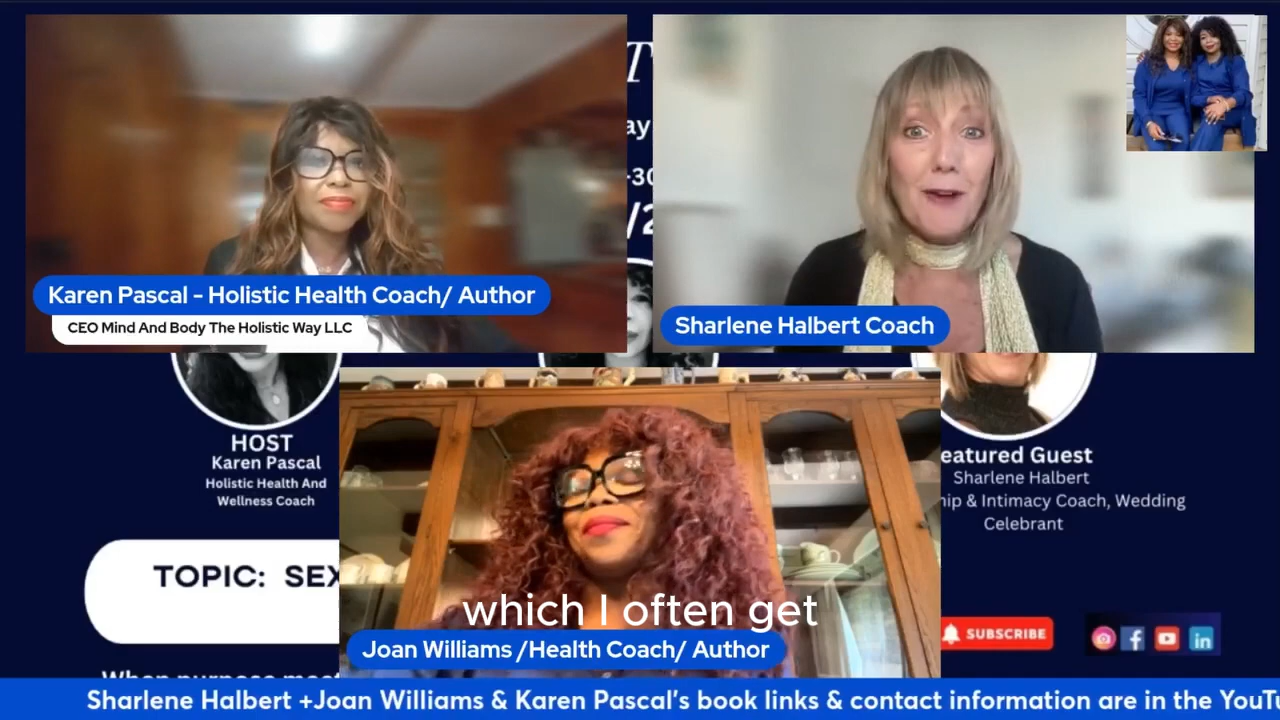 Karen Pascal - Holistic Health Coach/ Author
CEO Mind And Body The Holistic Way LLC
Sharlene Halbert Coach
HOST
Karen Pascal
Holistic Health And
Wellness Coach
eatured Guest
Sharlene Halbert
hip & Intimacy Coach, Wedding
Celebrant
TOPIC: SEX
which I often get
Joan Williams /Health Coach/ Author
SUBSCRIBE
Sharlene Halbert +Joan Williams & Karen Pascal's book links & contact information are in the YouTu